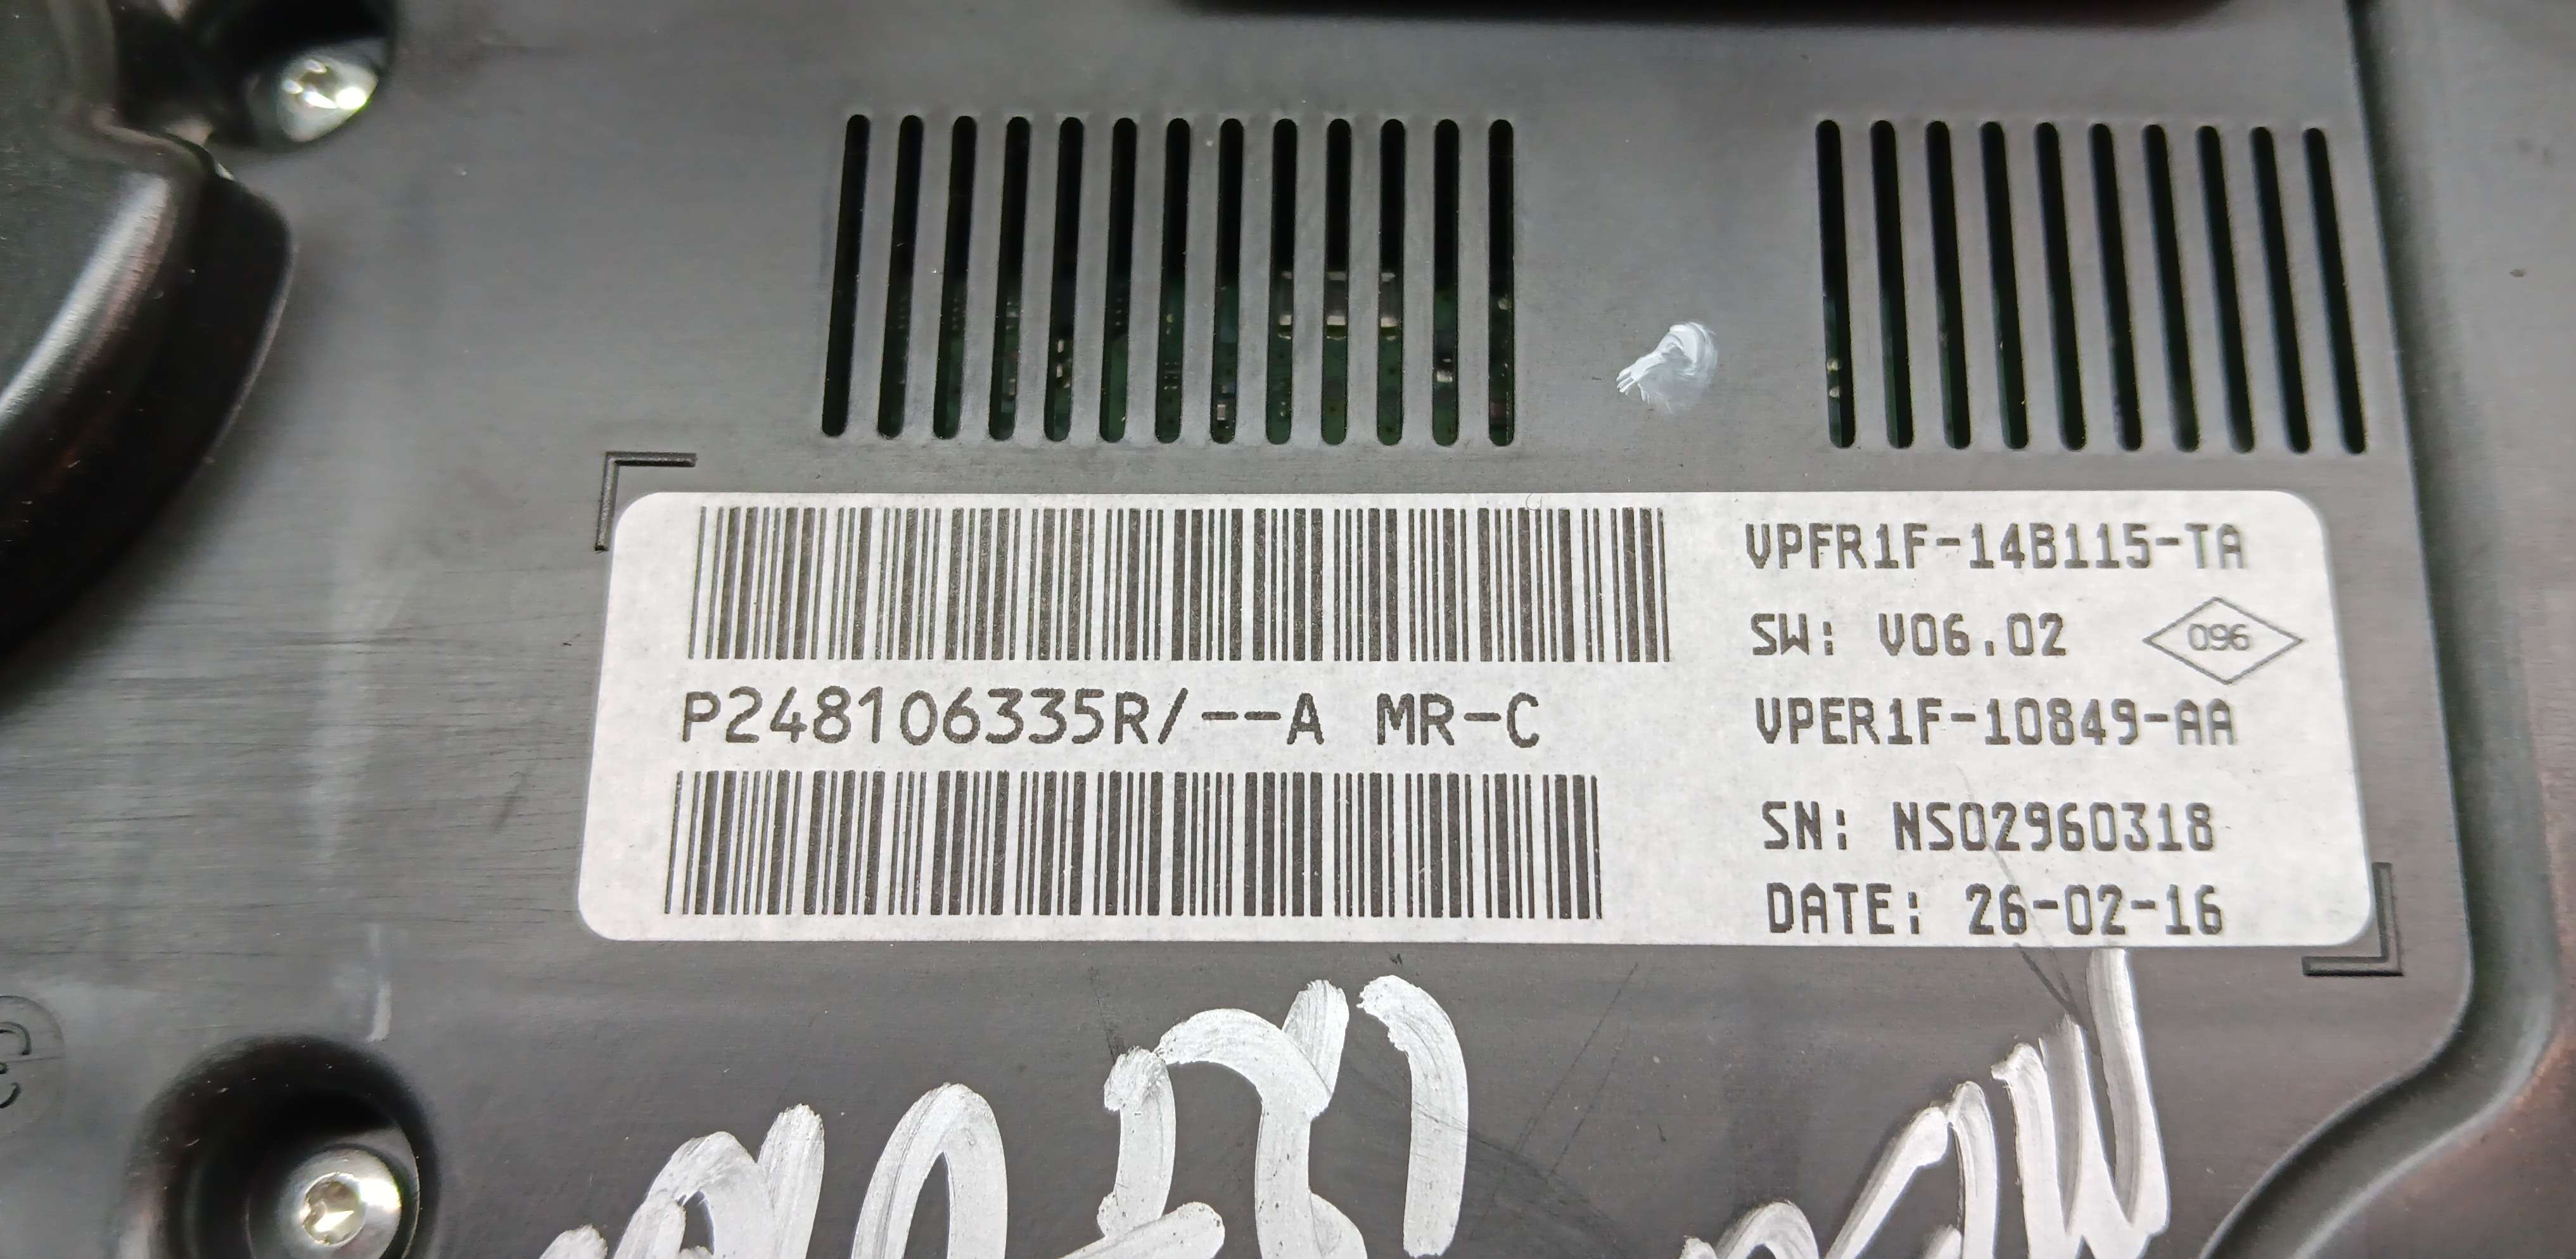 VPFR1F-14B115-TA
SW: V06.02
096
P248106335R/--A MR-C
VPER1F-10849-AA
SN: NS02960318
DATE: 26-02-16